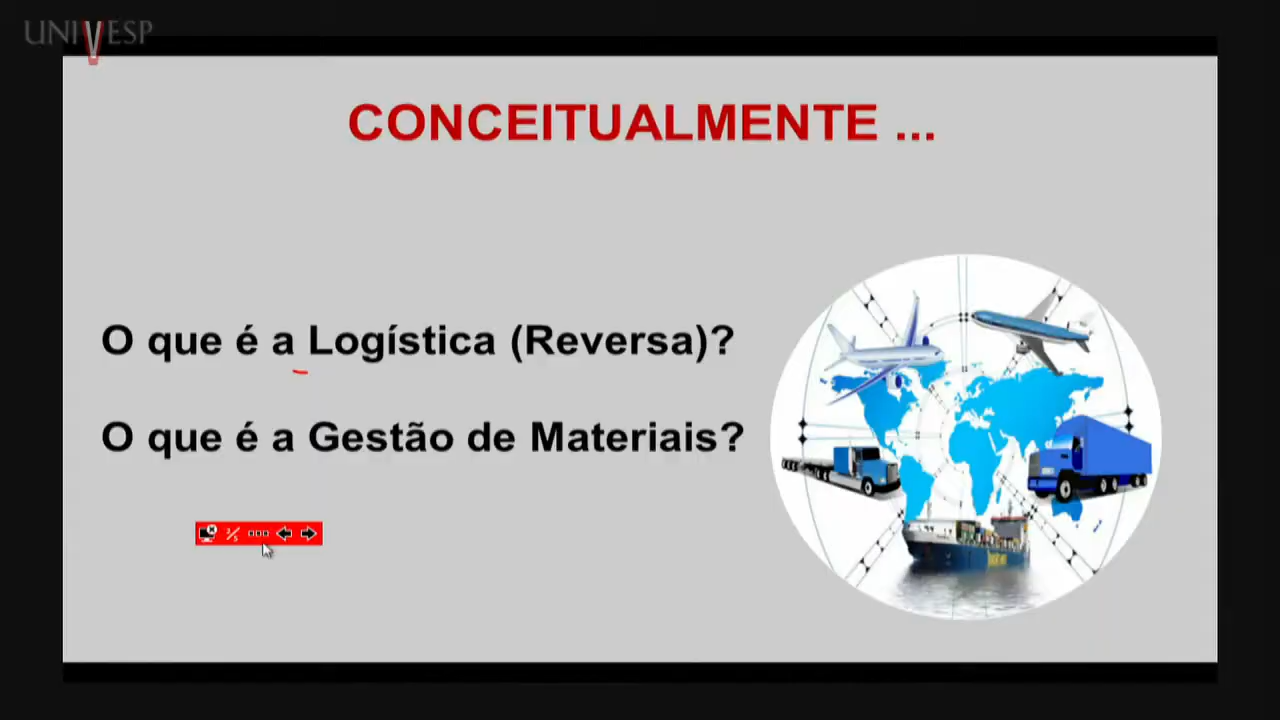 UNIVESP
CONCEITUALMENTE ...
O que é a Logística (Reversa)?
O que é a Gestão de Materiais?